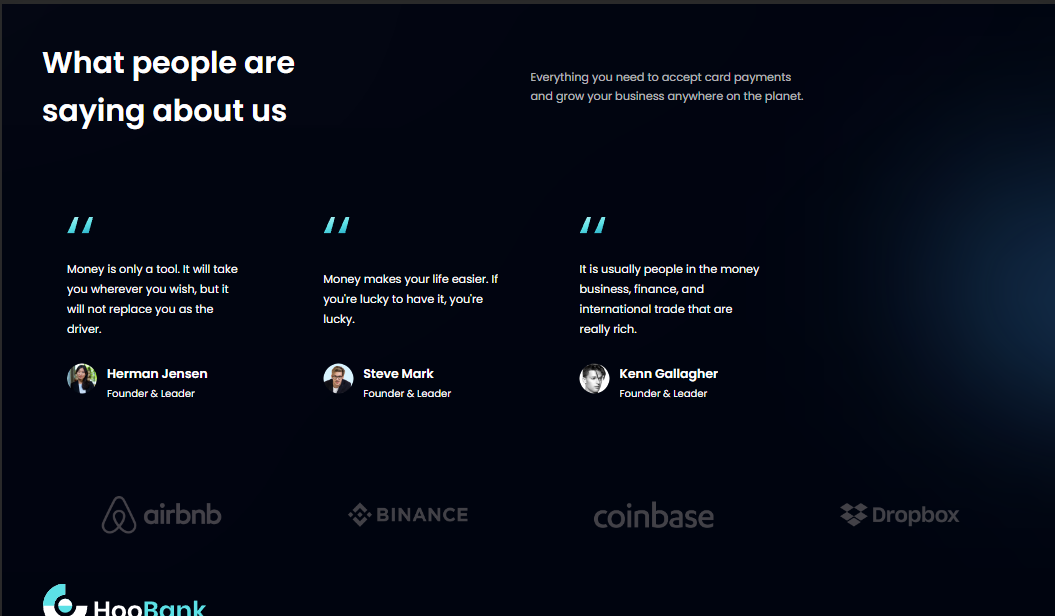 What people are
saying about us
Everything you need to accept card payments
and grow your business anywhere on the planet.
Money is only a tool. It will take
you wherever you wish, but it
will not replace you as the
driver.
Herman Jensen
Founder & Leader
Money makes your life easier. If
you're lucky to have it, you're
lucky.
Steve Mark
Founder & Leader
It is usually people in the money
business, finance, and
international trade that are
really rich.
Kenn Gallagher
Founder & Leader
airbnb
BINANCE
coinbase
Dropbox
HooBank